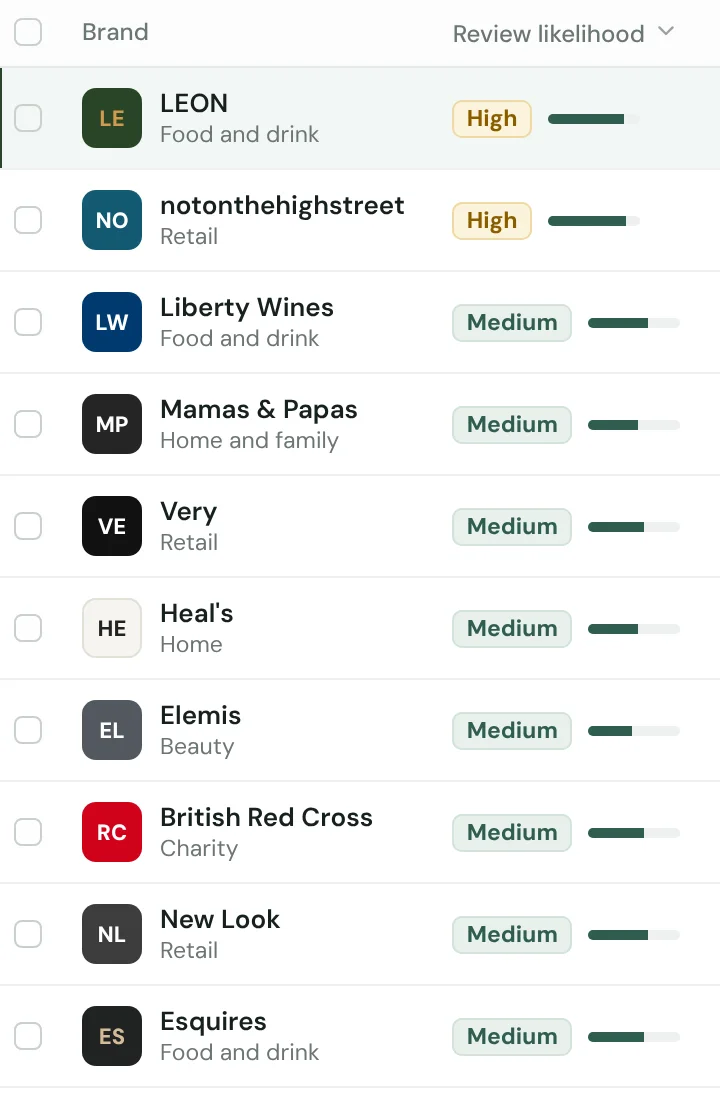 Brand
Review likelihood
LE
LEON
Food and drink
High
NO
notonthehighstreet
Retail
High
LW
Liberty Wines
Food and drink
Medium
MP
Mamas & Papas
Home and family
Medium
VE
Very
Retail
Medium
HE
Heal's
Home
Medium
EL
Elemis
Beauty
Medium
RC
British Red Cross
Charity
Medium
NL
New Look
Retail
Medium
ES
Esquires
Food and drink
Medium